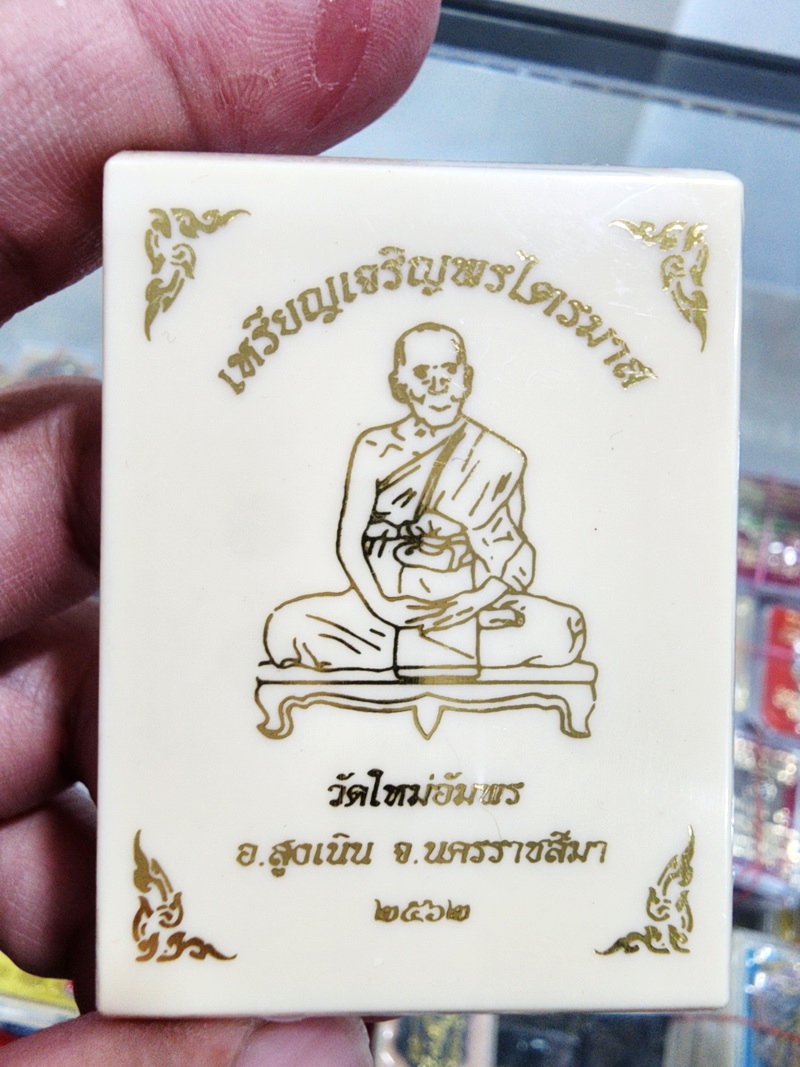 เหรียญเจริญพรไตรมาส
วัดใหม่อัมพร
อ.สูงเนิน จ.นครราชสีมา
๒๕๖๒